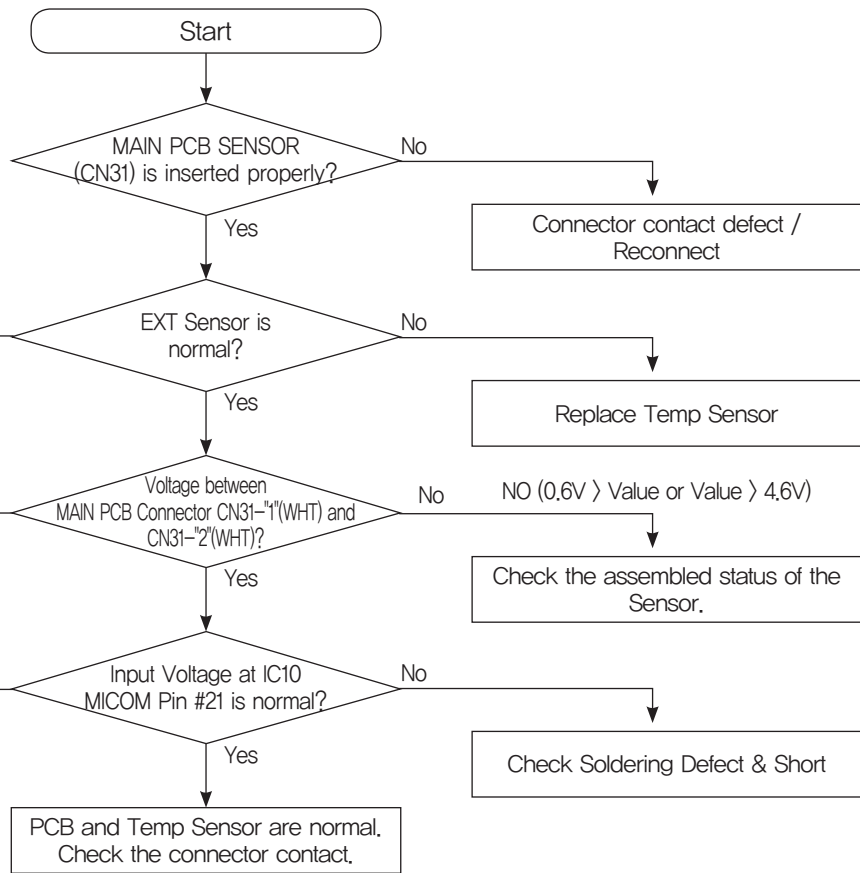 Start
MAIN PCB SENSOR
(CN31) is inserted properly?
No
Connector contact defect /
Reconnect
Yes
EXT Sensor is
normal?
No
Replace Temp Sensor
Yes
Voltage between
MAIN PCB Connector CN31-"1"(WHT) and
CN31-"2"(WHT)?
No
NO (0.6V > Value or Value > 4.6V)
Check the assembled status of the
Sensor.
Yes
Input Voltage at IC10
MICOM Pin #21 is normal?
No
Check Soldering Defect & Short
Yes
PCB and Temp Sensor are normal.
Check the connector contact.